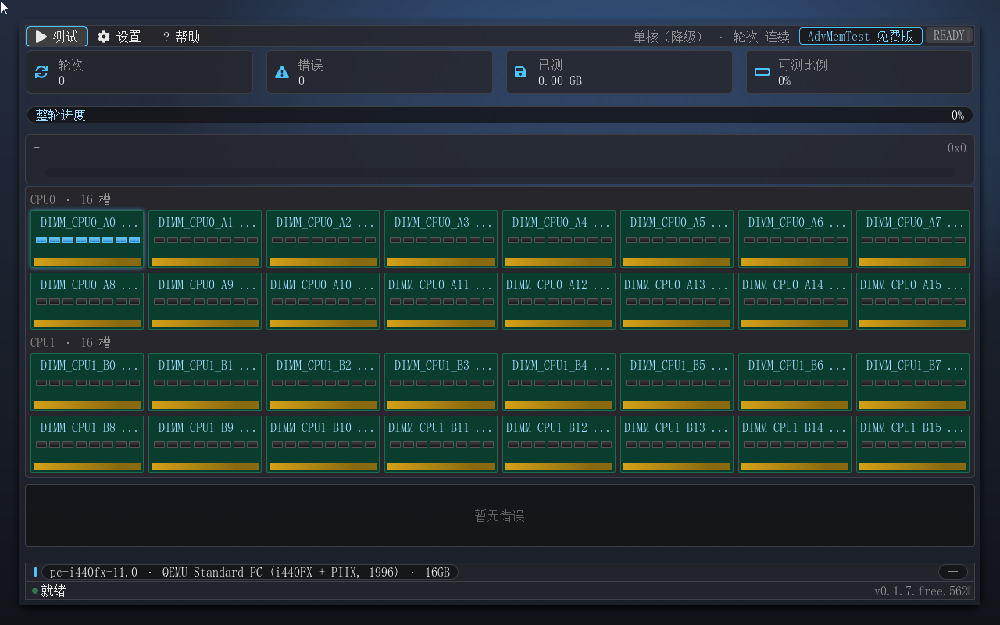 测试 设置 ? 帮助 单核（降级） · 轮次 连续 AdvMemTest 免费版 READY
轮次 错误 已测 可测比例
0 0 0.00 GB 0%
整轮进度 0%
— 0x0
CPU0 · 16 槽
DIMM_CPU0_A0 ... DIMM_CPU0_A1 ... DIMM_CPU0_A2 ... DIMM_CPU0_A3 ... DIMM_CPU0_A4 ... DIMM_CPU0_A5 ... DIMM_CPU0_A6 ... DIMM_CPU0_A7 ...
DIMM_CPU0_A8 ... DIMM_CPU0_A9 ... DIMM_CPU0_A10 ... DIMM_CPU0_A11 ... DIMM_CPU0_A12 ... DIMM_CPU0_A13 ... DIMM_CPU0_A14 ... DIMM_CPU0_A15 ...
CPU1 · 16 槽
DIMM_CPU1_B0 ... DIMM_CPU1_B1 ... DIMM_CPU1_B2 ... DIMM_CPU1_B3 ... DIMM_CPU1_B4 ... DIMM_CPU1_B5 ... DIMM_CPU1_B6 ... DIMM_CPU1_B7 ...
DIMM_CPU1_B8 ... DIMM_CPU1_B9 ... DIMM_CPU1_B10 ... DIMM_CPU1_B11 ... DIMM_CPU1_B12 ... DIMM_CPU1_B13 ... DIMM_CPU1_B14 ... DIMM_CPU1_B15 ...
暂无错误
pc-i440fx-11.0 · QEMU Standard PC (i440FX + PIIX, 1996) · 16GB —
就绪 v0.1.7.free.562